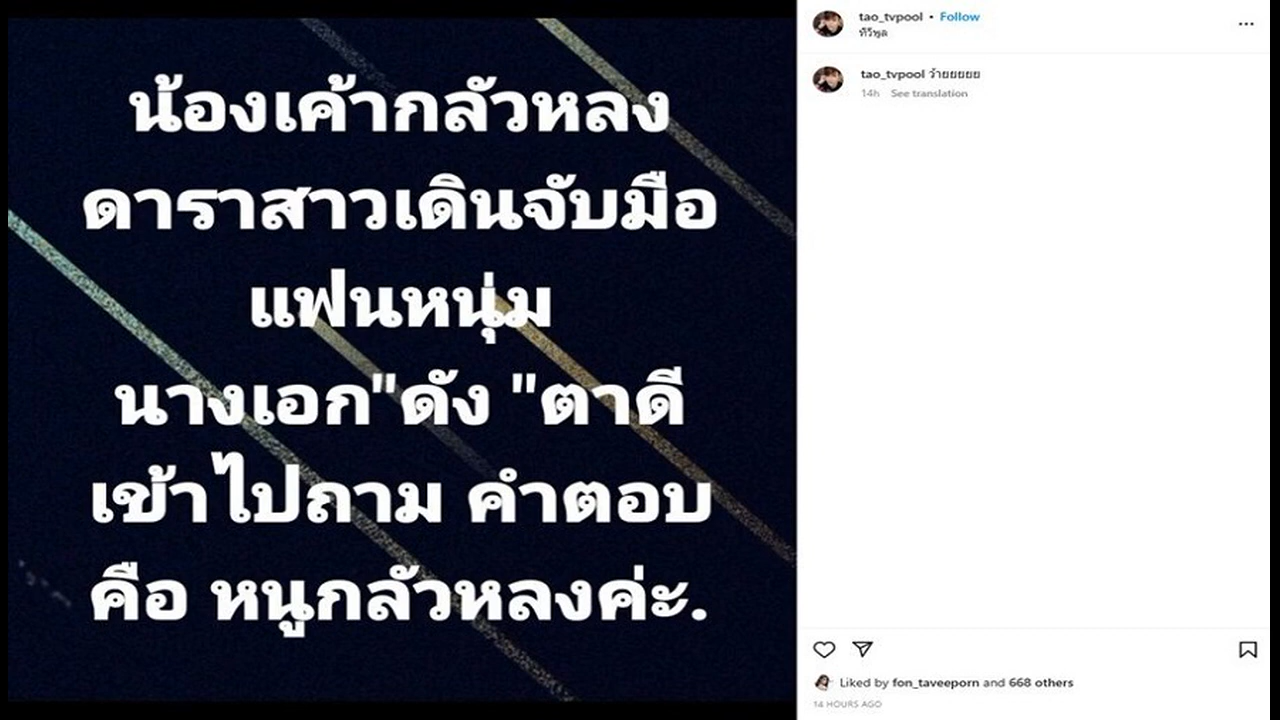 น้องเค้ากลัวหลง
ดาราสาวเดินจับมือ
แฟนหนุ่ม
นางเอก"ดัง "ตาดี
เข้าไปถาม คำตอบ
คือ หนูกลัวหลงค่ะ.
tao_tvpool • Follow
ทีวีพูล
tao_tvpool ว้ายยยยย
14h See translation
Liked by fon_taveeporn and 668 others
14 HOURS AGO